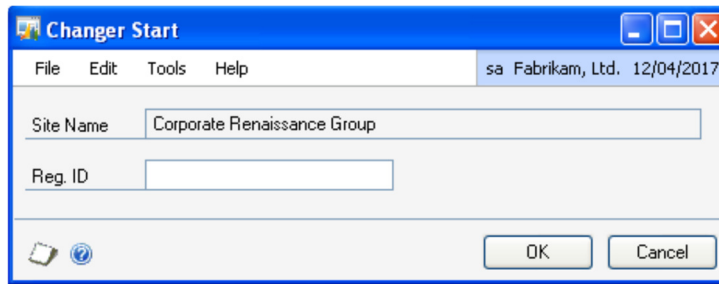 Changer Start
File Edit Tools Help sa Fabrikam, Ltd. 12/04/2017
Site Name Corporate Renaissance Group
Reg. ID
OK Cancel